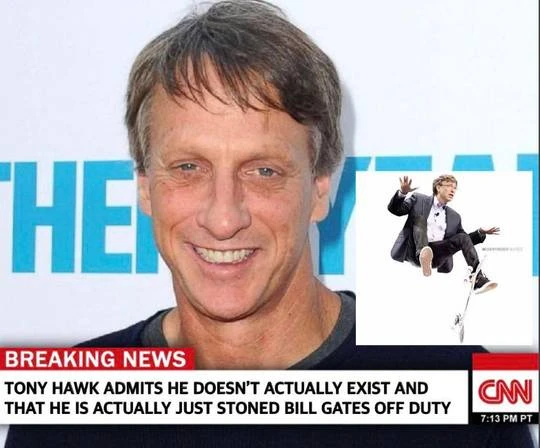 THE YEA
BREAKING NEWS
TONY HAWK ADMITS HE DOESN'T ACTUALLY EXIST AND
THAT HE IS ACTUALLY JUST STONED BILL GATES OFF DUTY
CNN
7:13 PM PT